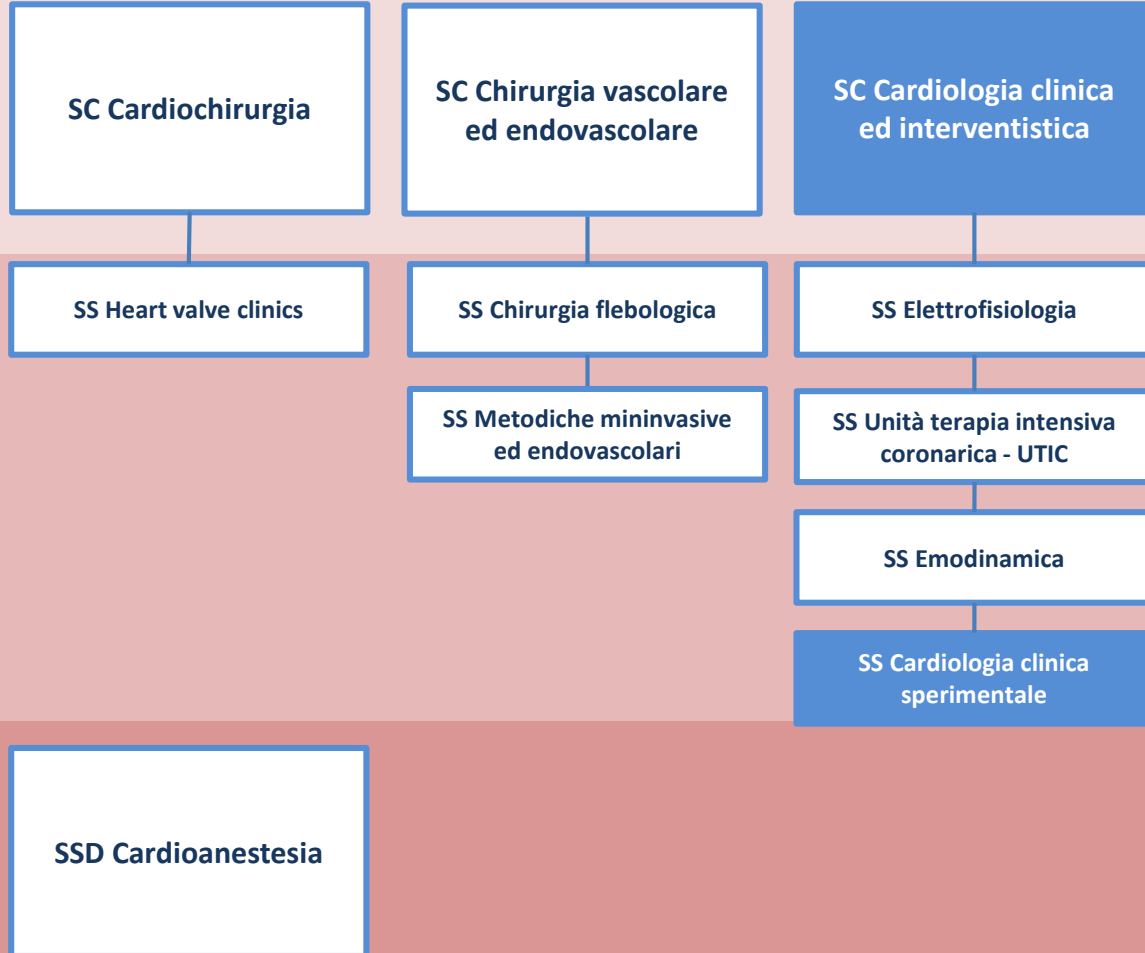 SC Cardiochirurgia
SC Chirurgia vascolare
ed endovascolare
SC Cardiologia clinica
ed interventistica
SS Heart valve clinics
SS Chirurgia flebologica
SS Elettrofisiologia
SS Metodiche mininvasive
ed endovascolari
SS Unità terapia intensiva
coronarica - UTIC
SS Emodinamica
SS Cardiologia clinica
sperimentale
SSD Cardioanestesia